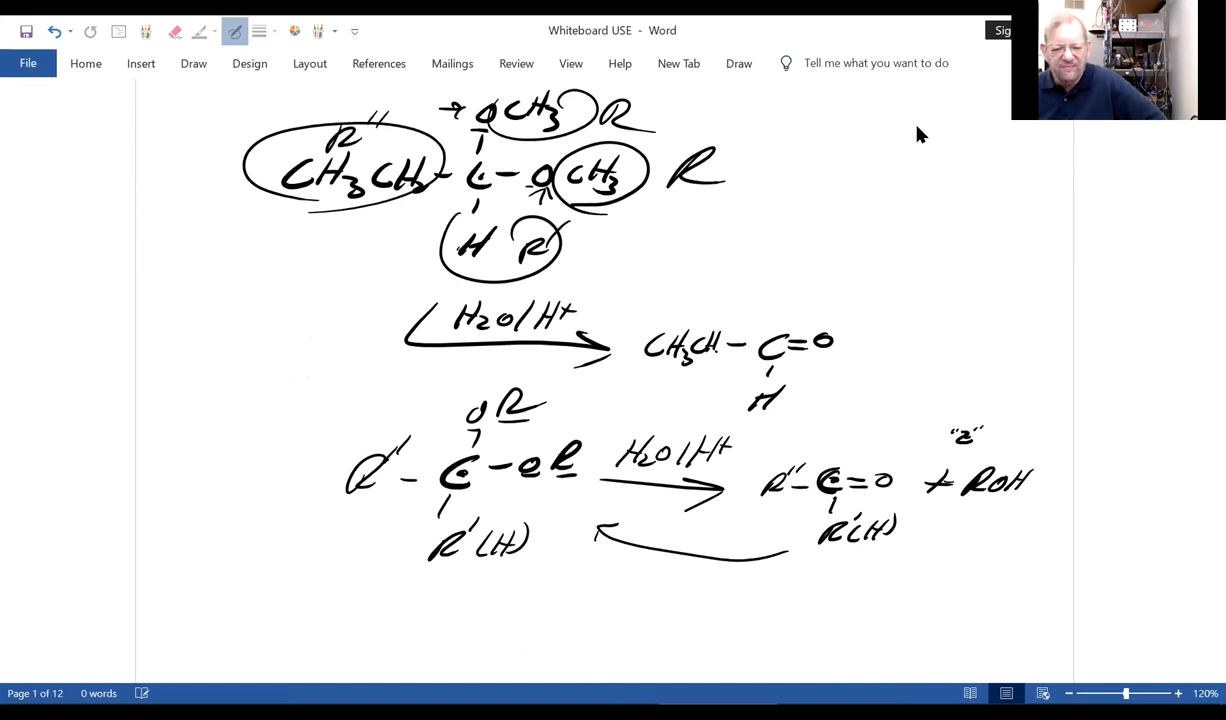 Whiteboard USE - Word
Sig
File Home Insert Draw Design Layout References Mailings Review View Help New Tab Draw Tell me what you want to do
→ OCH3 R
R''
CH3CH2 - C - OCH3 R
H R'
H2O/H+
CH3CH - C=O
H
OR
R'' - C - OR H2O/H+ R'' - C=O + ROH
"2"
R'(H) R'(H)
Page 1 of 12 0 words 120%